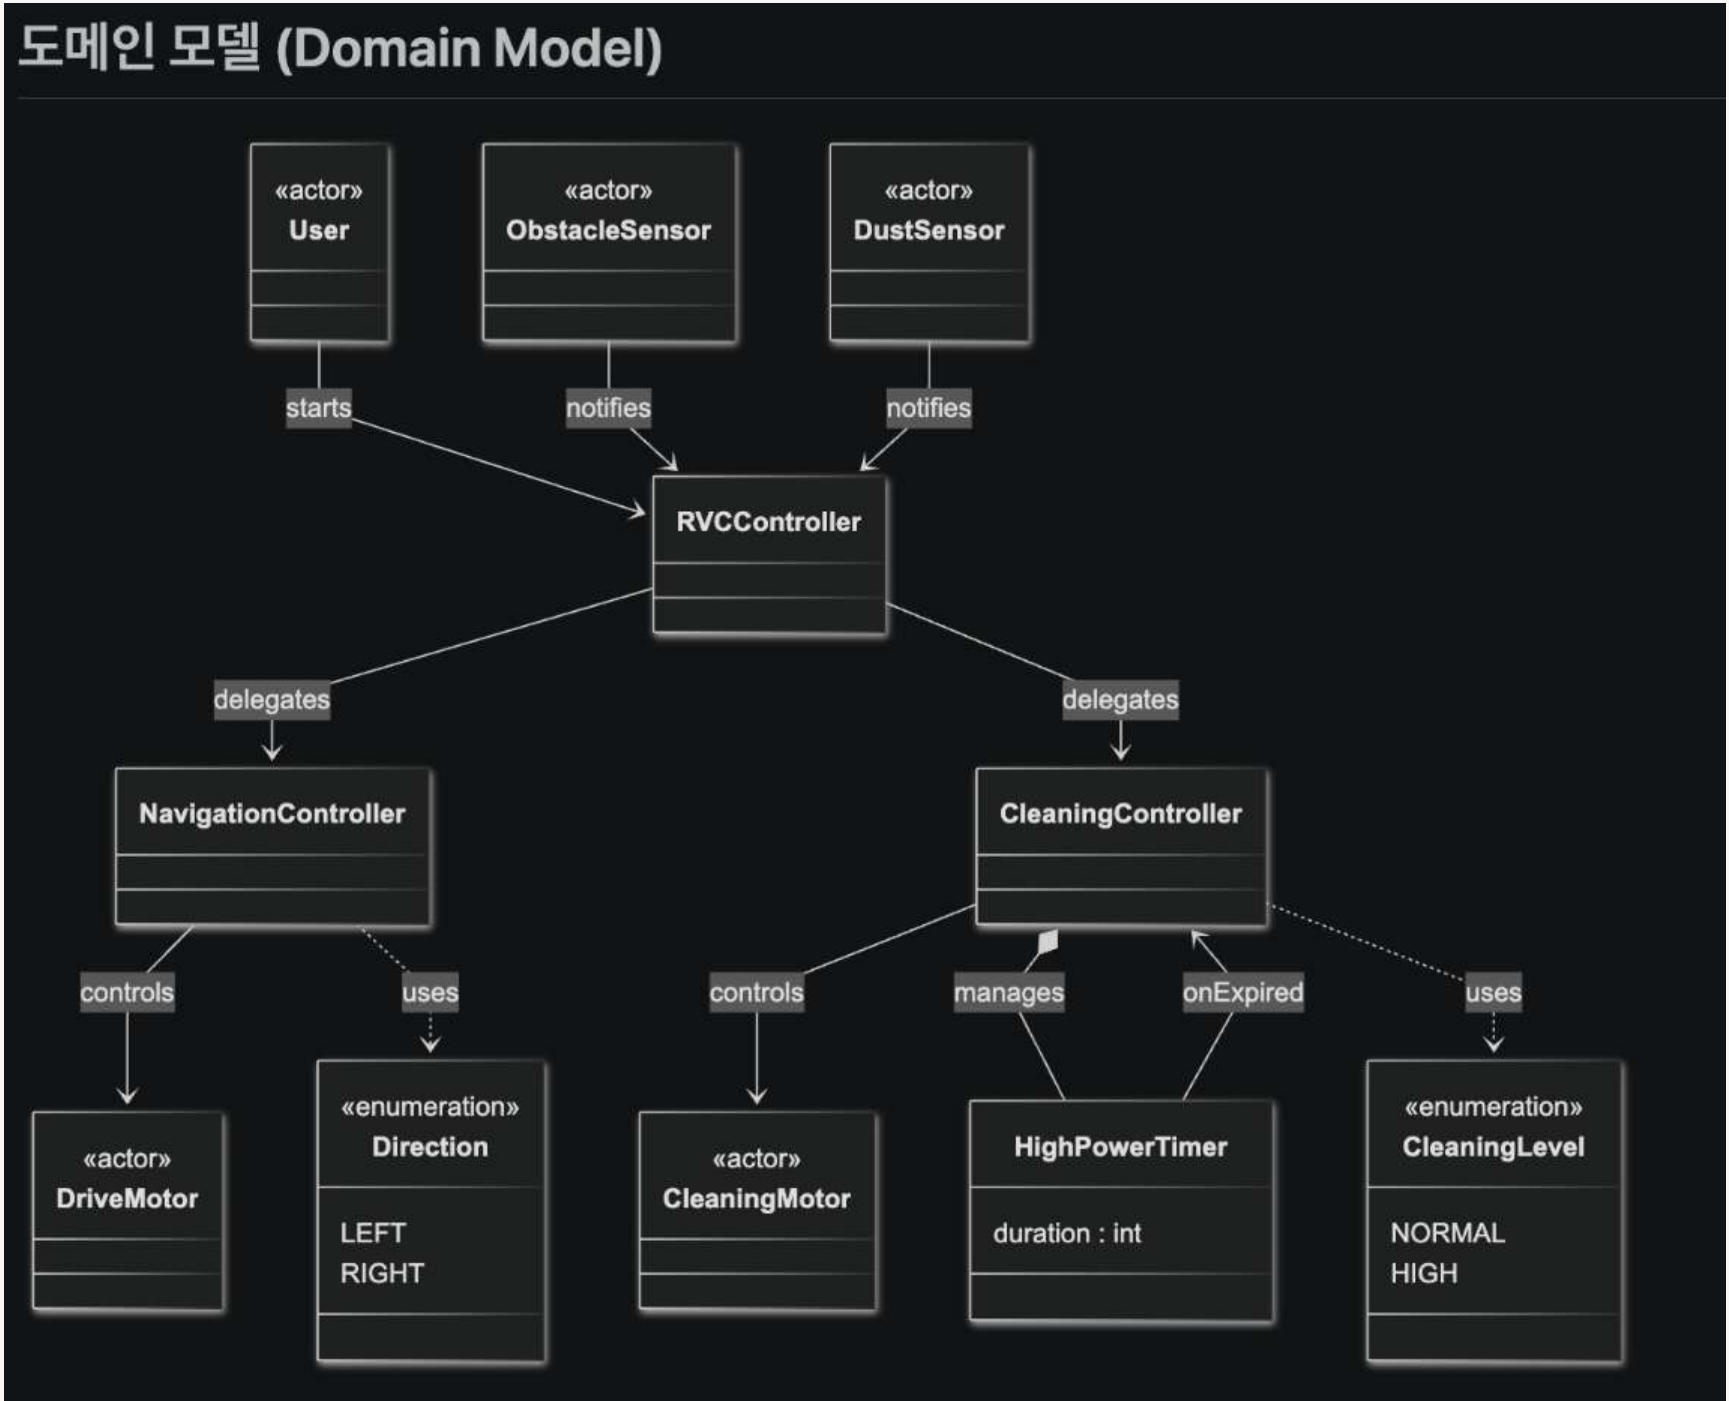 도메인 모델 (Domain Model)
«actor»
User
«actor»
ObstacleSensor
«actor»
DustSensor
starts
notifies
notifies
RVCController
delegates
delegates
NavigationController
CleaningController
controls
uses
controls
manages
onExpired
uses
«actor»
DriveMotor
«enumeration»
Direction
LEFT
RIGHT
«actor»
CleaningMotor
HighPowerTimer
duration : int
«enumeration»
CleaningLevel
NORMAL
HIGH